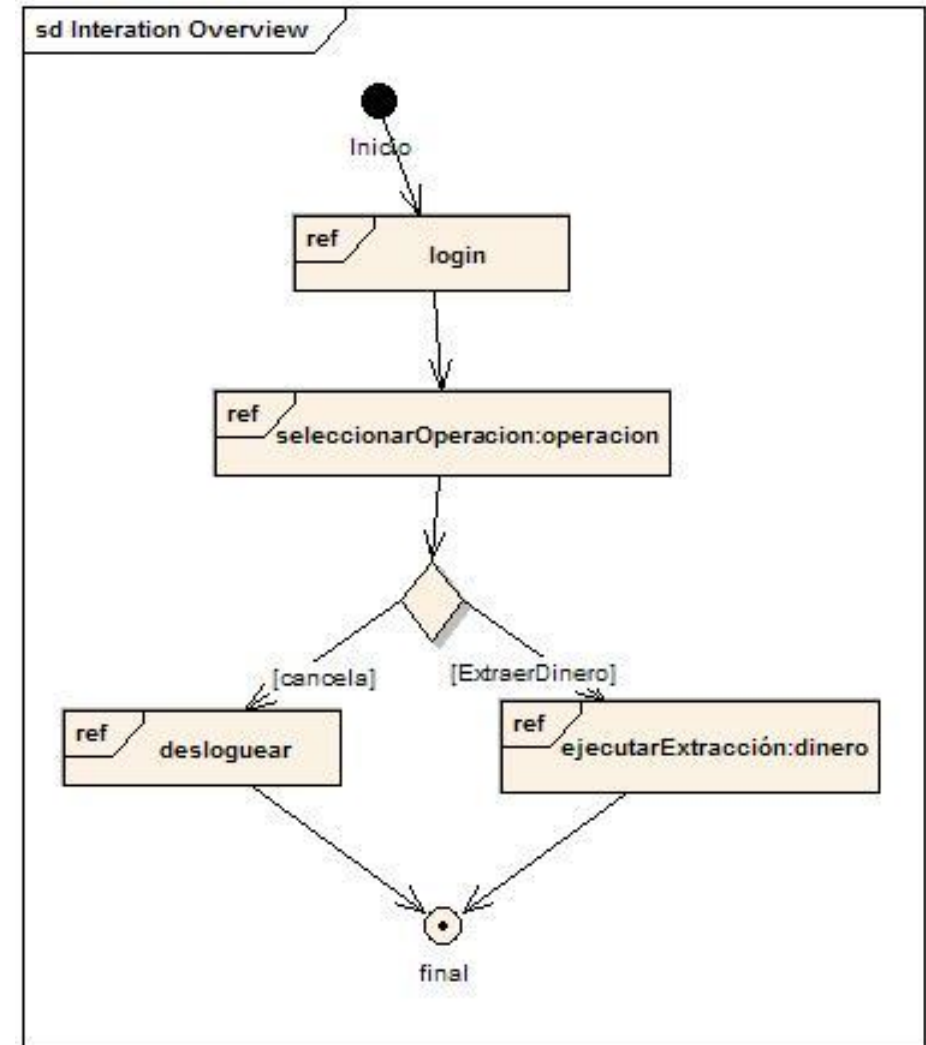 sd Interation Overview
Inicio
ref
login
ref
seleccionarOperacion:operacion
[cancela]
[ExtraerDinero]
ref
desloguear
ref
ejecutarExtracción:dinero
final